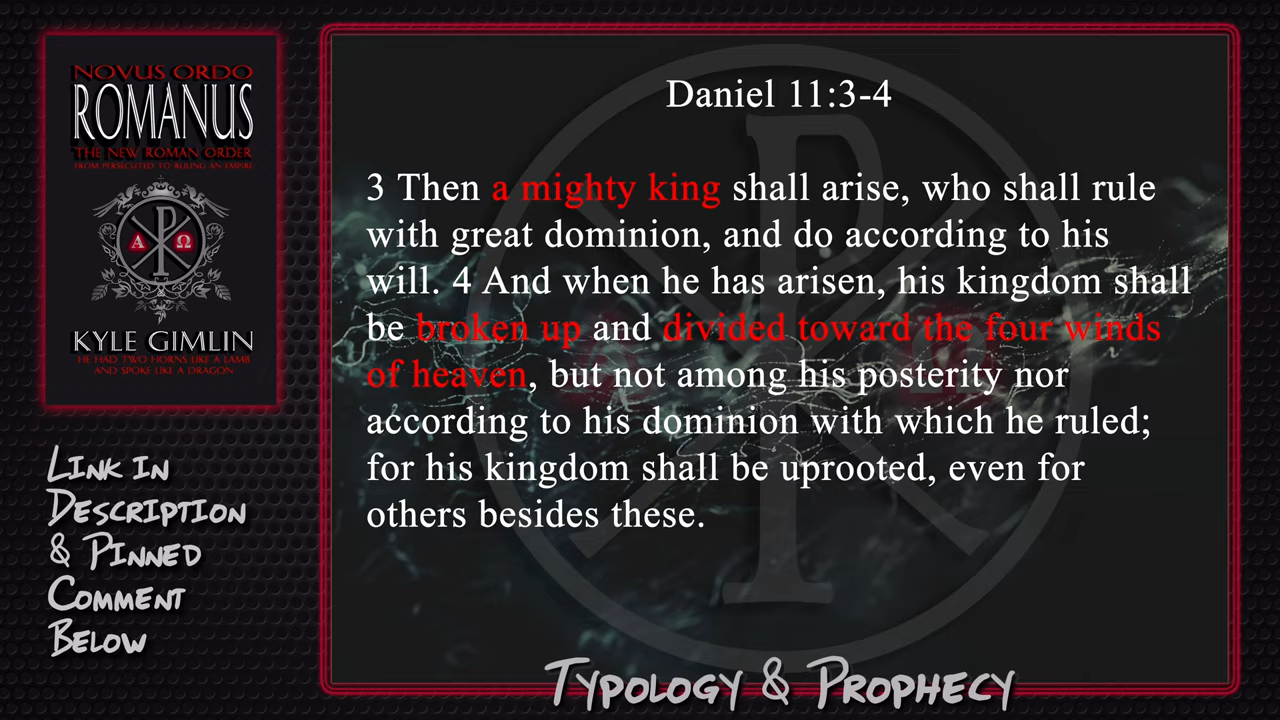 NOVUS ORDO
ROMANUS
THE NEW ROMAN ORDER
FROM PERSECUTED TO RULING AN EMPIRE
Α Ω
KYLE GIMLIN
HE HAD TWO HORNS LIKE A LAMB
AND SPOKE LIKE A DRAGON
LINK IN
DESCRIPTION
& PINNED
COMMENT
BELOW
Daniel 11:3-4
3 Then a mighty king shall arise, who shall rule
with great dominion, and do according to his
will. 4 And when he has arisen, his kingdom shall
be broken up and divided toward the four winds
of heaven, but not among his posterity nor
according to his dominion with which he ruled;
for his kingdom shall be uprooted, even for
others besides these.
TYPOLOGY & PROPHECY